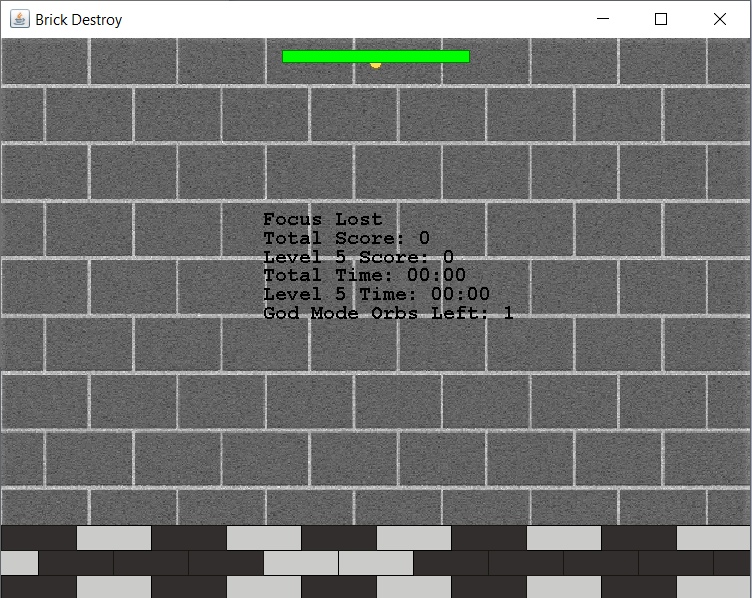 Brick Destroy
Focus Lost
Total Score: 0
Level 5 Score: 0
Total Time: 00:00
Level 5 Time: 00:00
God Mode Orbs Left: 1